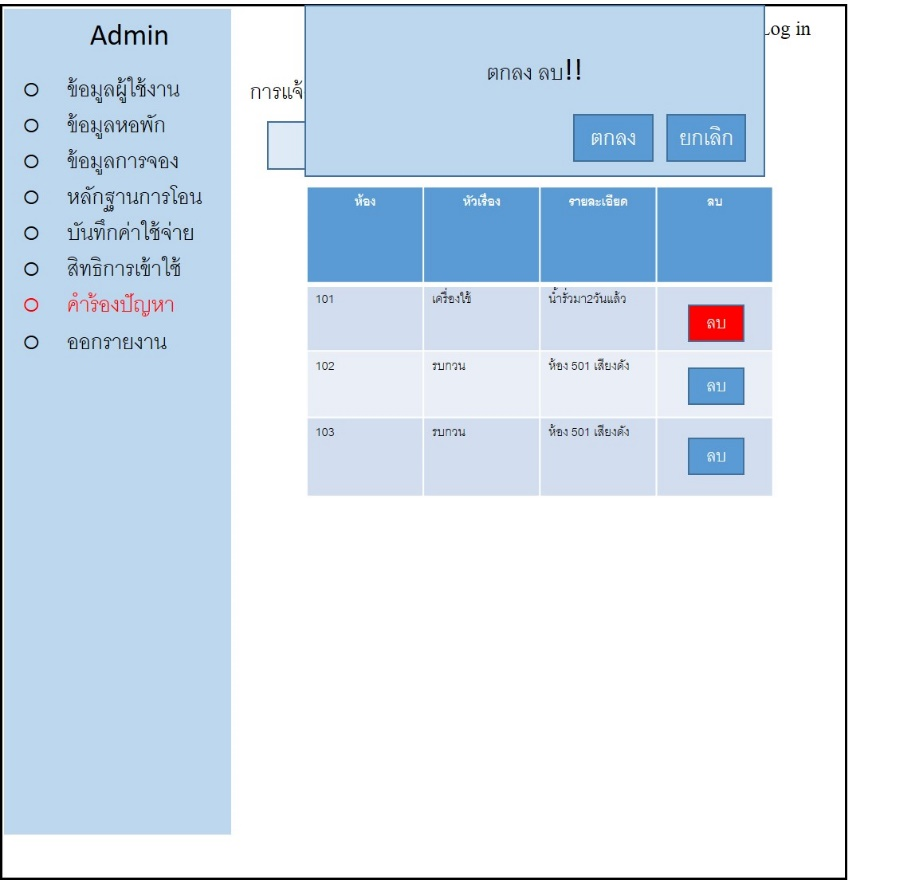 Admin
ข้อมูลผู้ใช้งาน
ข้อมูลหอพัก
ข้อมูลการจอง
หลักฐานการโอน
บันทึกค่าใช้จ่าย
สิทธิการเข้าใช้
คำร้องปัญหา
ออกรายงาน
Log in
การแจ้
ตกลง ลบ!!
ตกลง ยกเลิก
ห้อง หัวเรื่อง รายละเอียด ลบ
101 เครื่องใช้ น้ำรั่วมา2วันแล้ว ลบ
102 รบกวน ห้อง 501 เสียงดัง ลบ
103 รบกวน ห้อง 501 เสียงดัง ลบ